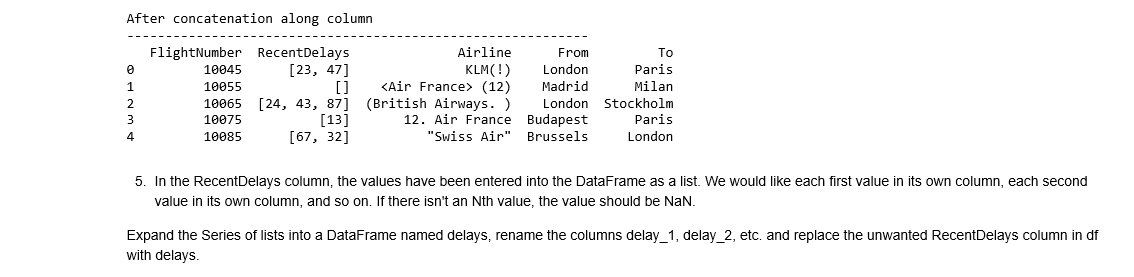 After concatenation along column
------------------------------------------------------------
FlightNumber RecentDelays Airline From To
0 10045 [23, 47] KLM(!) London Paris
1 10055 [] <Air France> (12) Madrid Milan
2 10065 [24, 43, 87] (British Airways. ) London Stockholm
3 10075 [13] 12. Air France Budapest Paris
4 10085 [67, 32] "Swiss Air" Brussels London
5. In the RecentDelays column, the values have been entered into the DataFrame as a list. We would like each first value in its own column, each second
value in its own column, and so on. If there isn't an Nth value, the value should be NaN.
Expand the Series of lists into a DataFrame named delays, rename the columns delay_1, delay_2, etc. and replace the unwanted RecentDelays column in df
with delays.